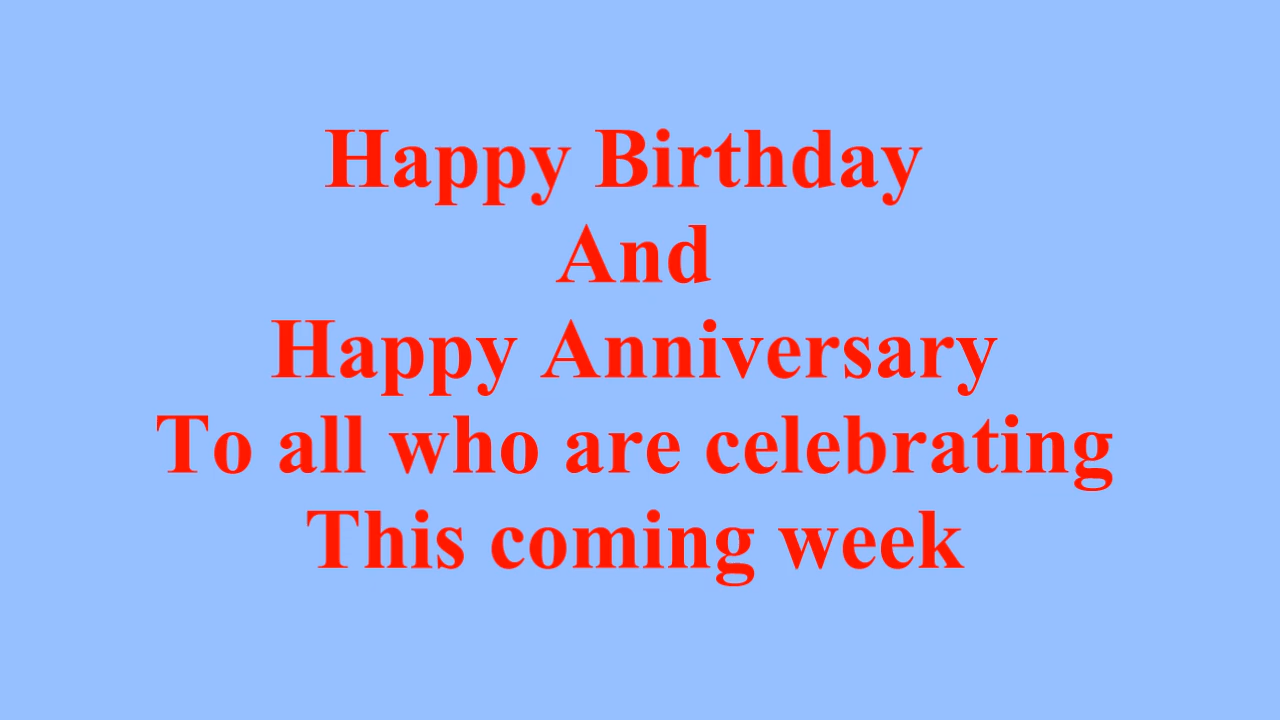 Happy Birthday
And
Happy Anniversary
To all who are celebrating
This coming week